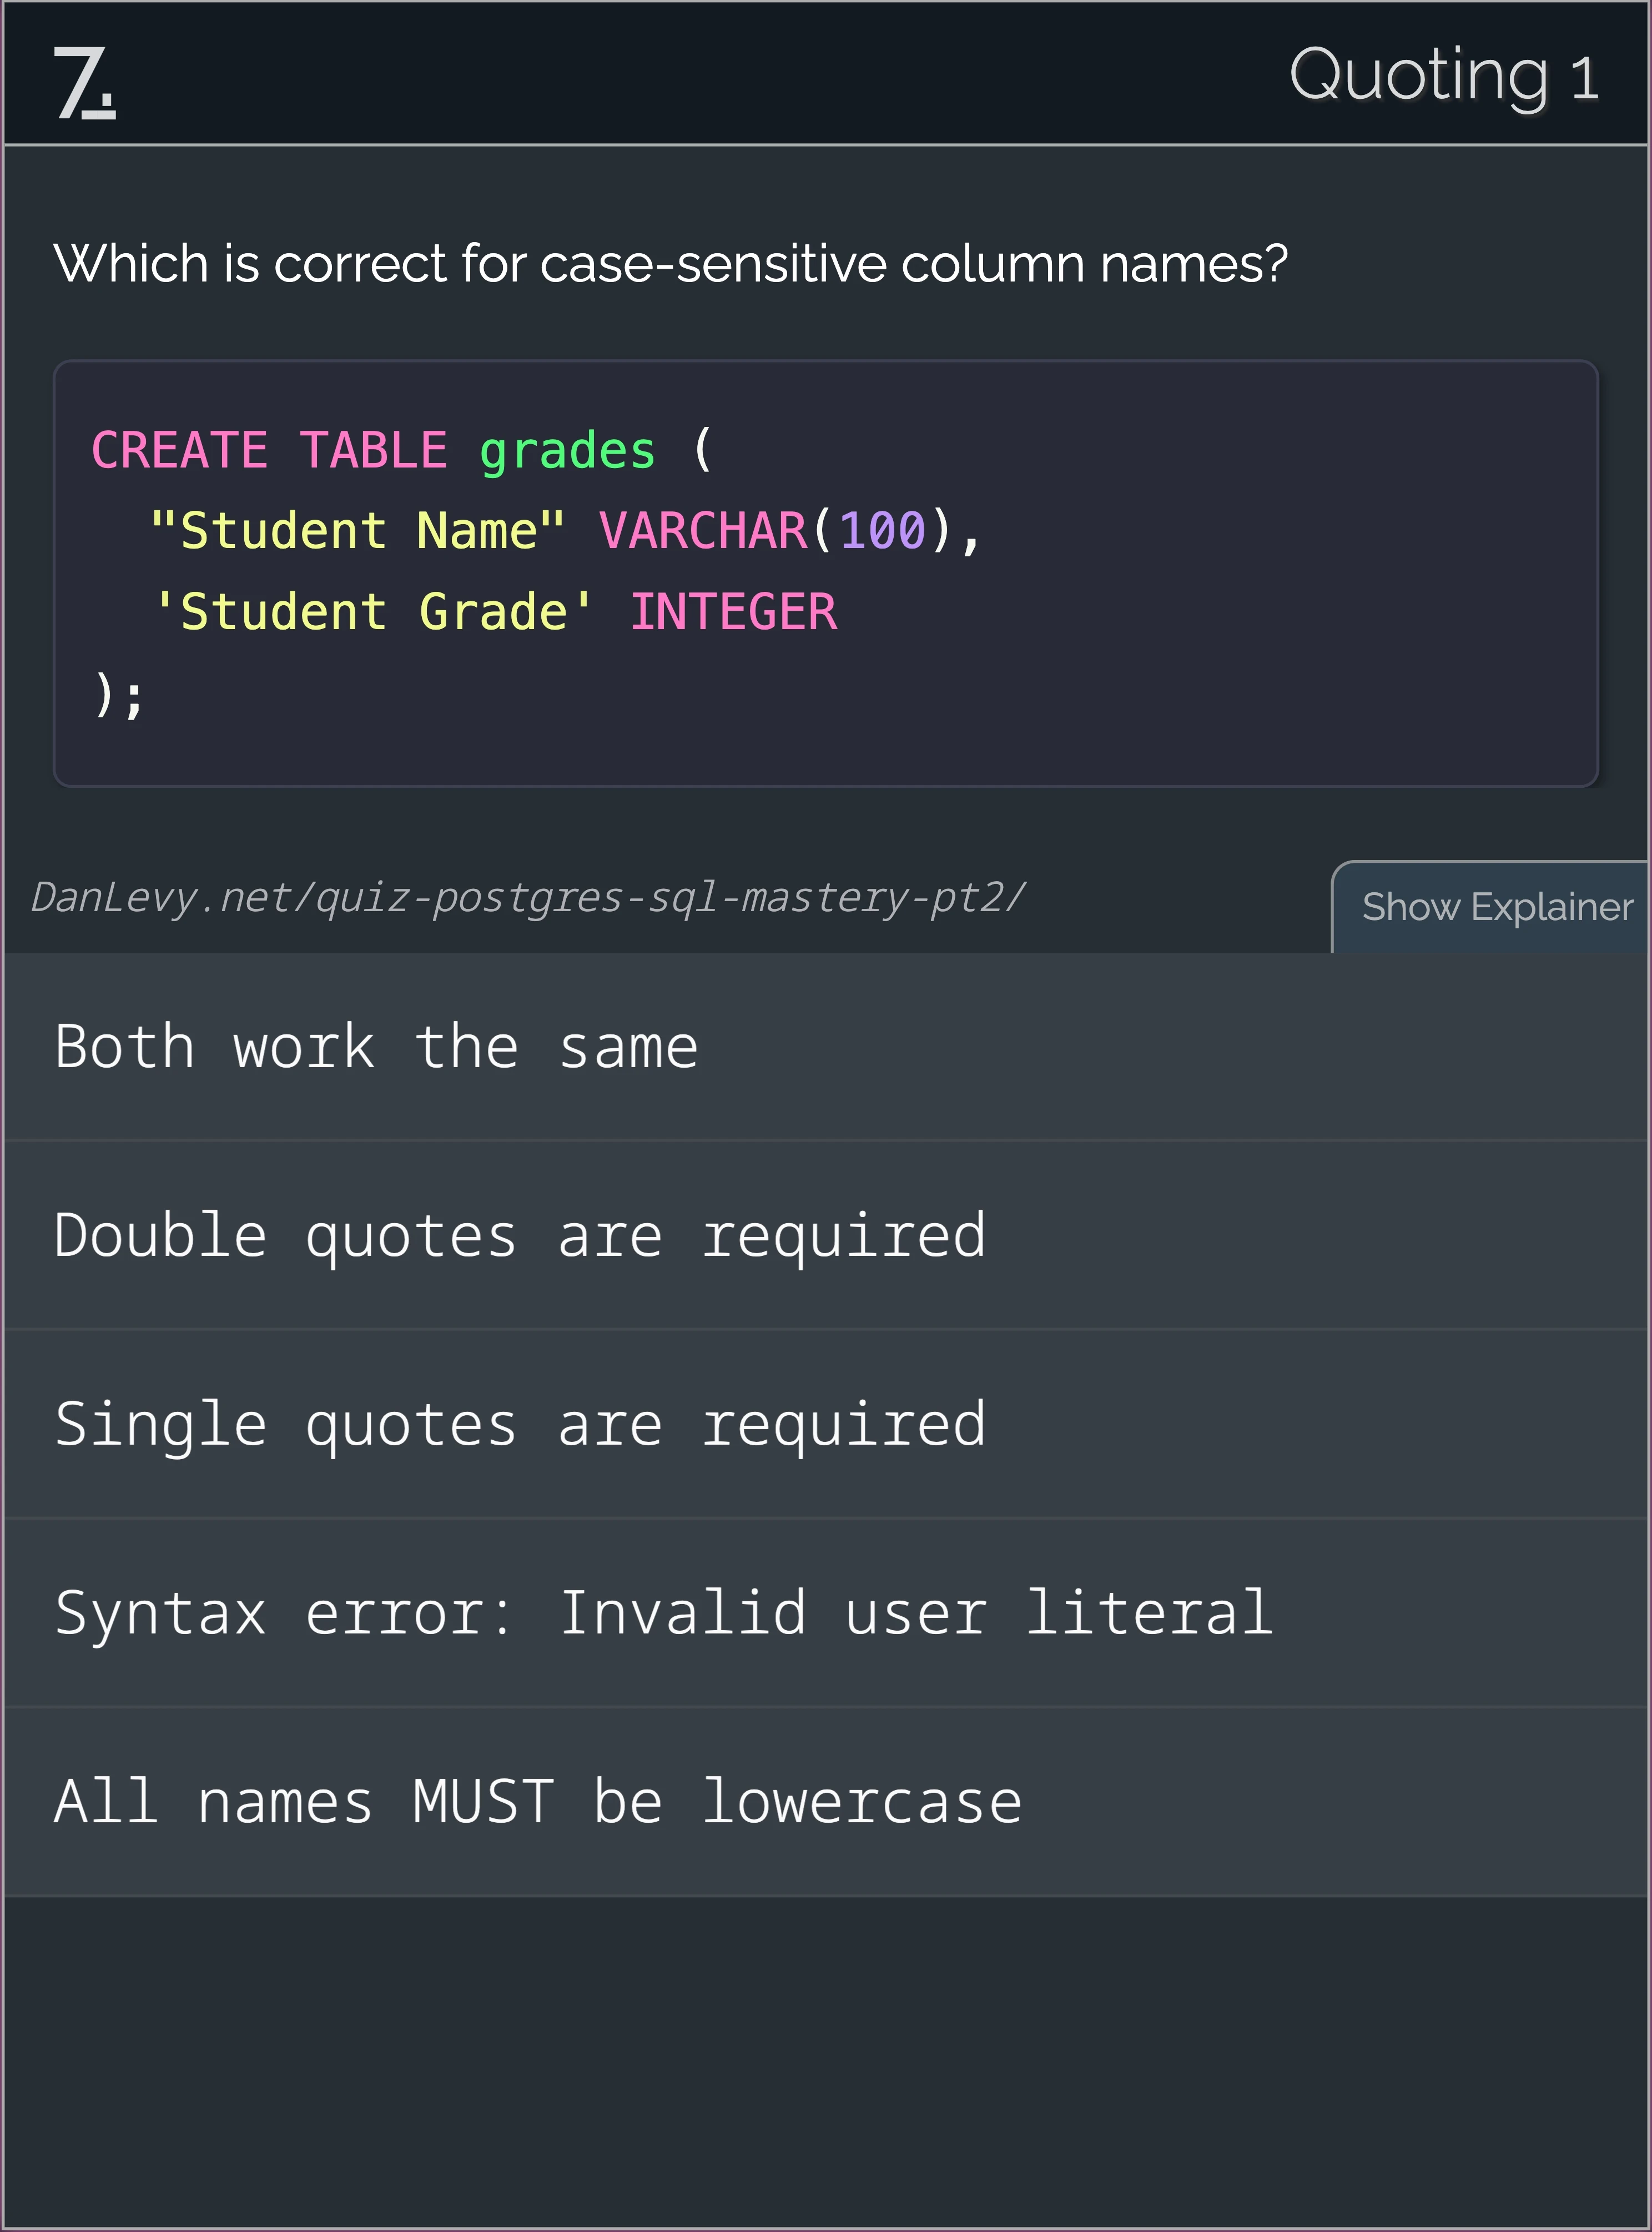 7.
Quoting 1
Which is correct for case-sensitive column names?
CREATE TABLE grades (
"Student Name" VARCHAR(100),
'Student Grade' INTEGER
);
DanLevy.net/quiz-postgres-sql-mastery-pt2/
Show Explainer
Both work the same
Double quotes are required
Single quotes are required
Syntax error: Invalid user literal
All names MUST be lowercase